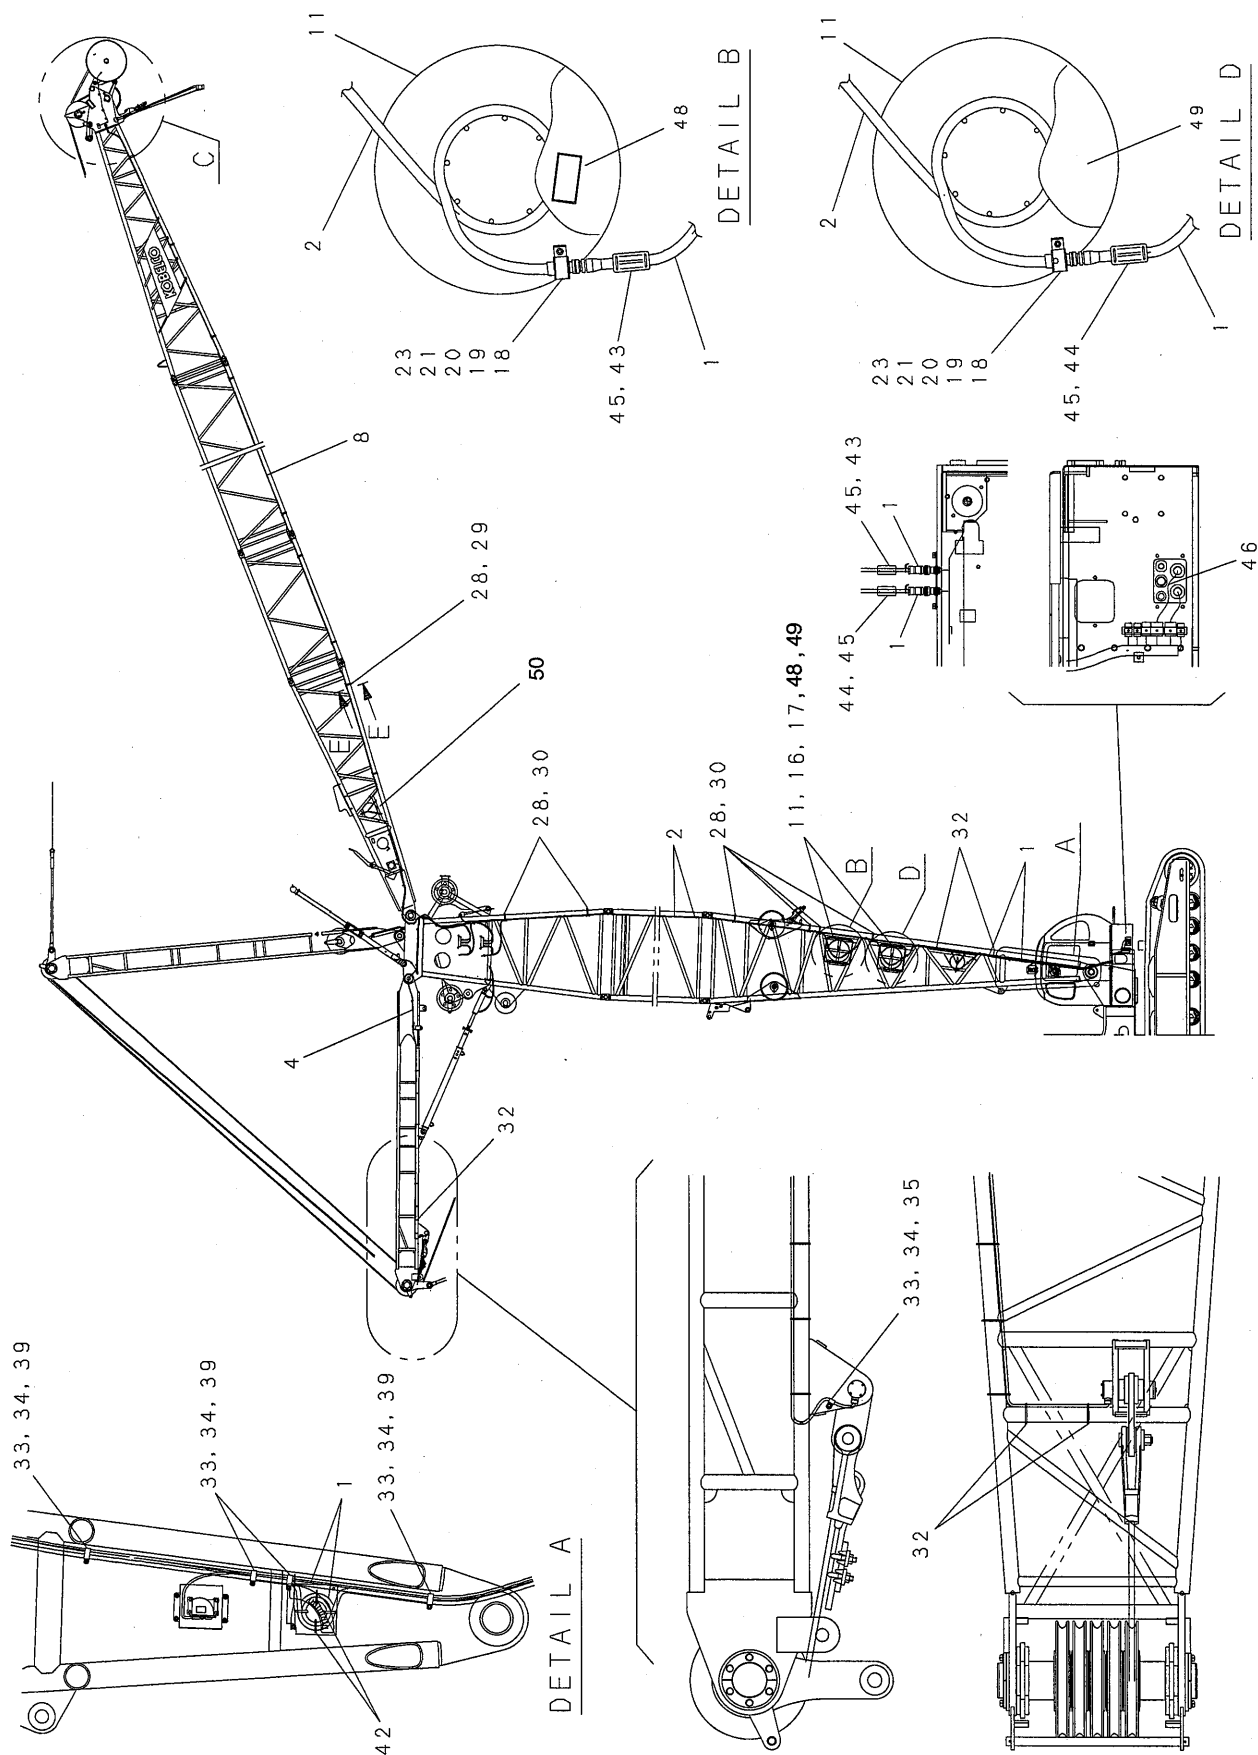 11
2
48
DETAIL B
23
21
20
19
18
45, 43
1
11
2
49
DETAIL D
23
21
20
19
18
45, 44
1
C
KOBELCO
8
28, 29
50
E
E
45, 43
1
1
44, 45
46
28, 30
2
28, 30
11, 16, 17, 48, 49
B
D
32
1
A
4
32
33, 34, 39
33, 34, 39
1
33, 34, 39
42
DETAIL A
33, 34, 35
32